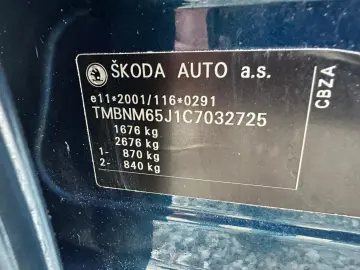 ŠKODA AUTO a.s.
e11*2001/116*0291
TMBNM65J1C7032725
1676 kg
2676 kg
1- 870 kg
2- 840 kg
CBZA